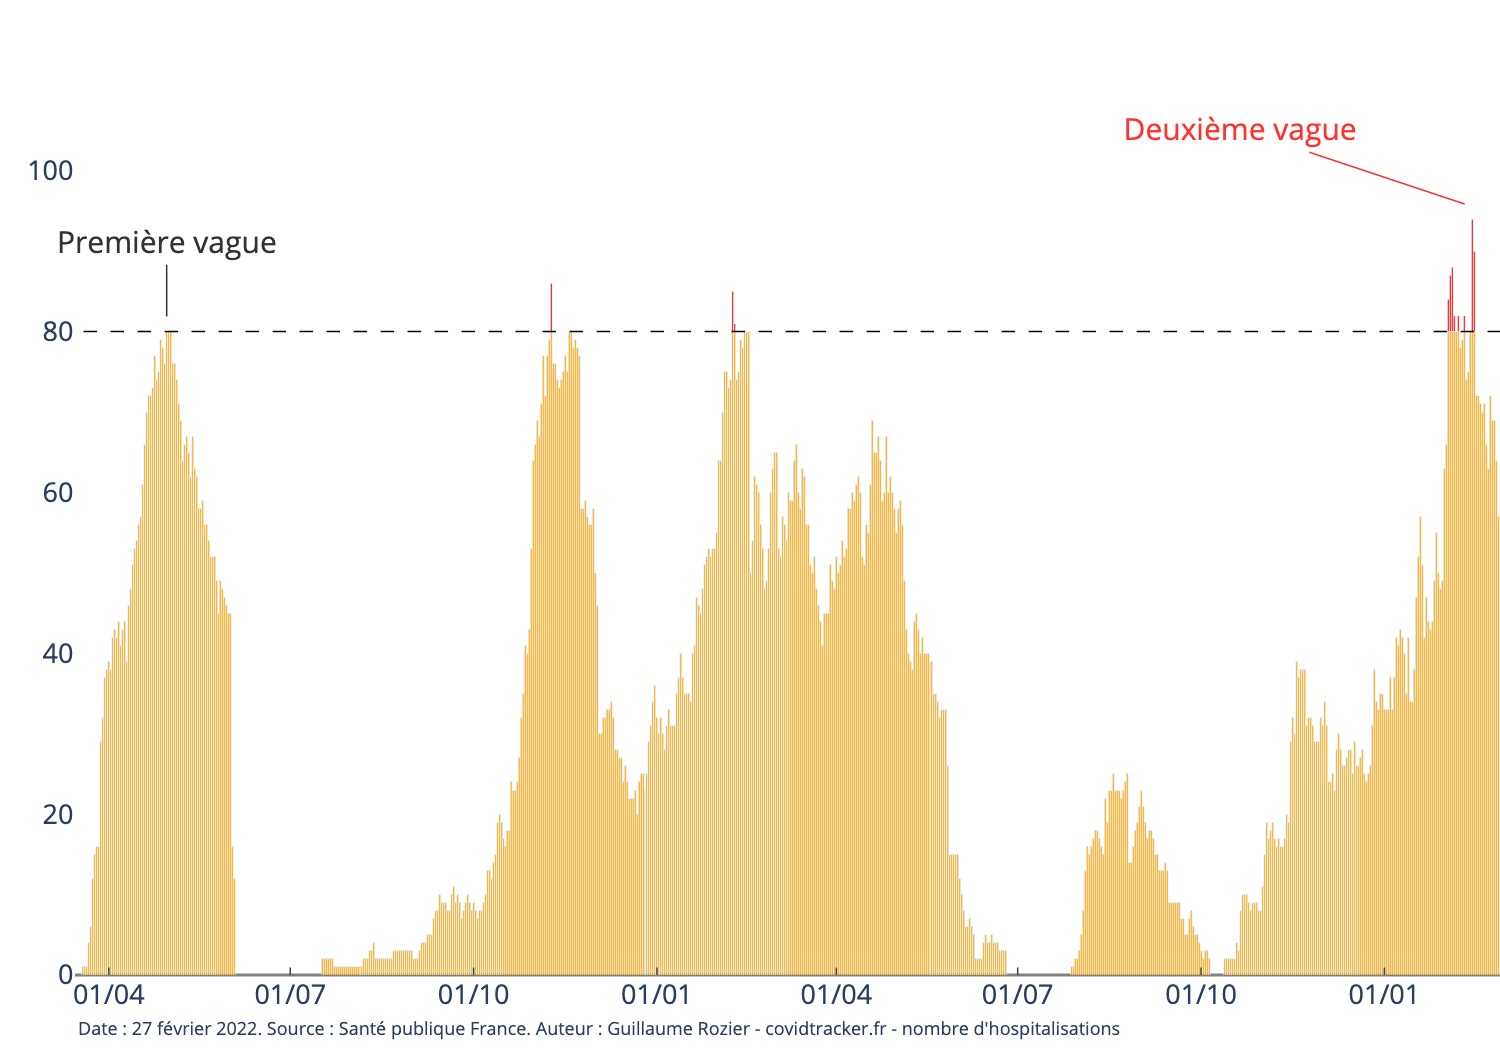 Deuxième vague
100
Première vague
80
60
40
20
0
01/04 01/07 01/10 01/01 01/04 01/07 01/10 01/01
Date : 27 février 2022. Source : Santé publique France. Auteur : Guillaume Rozier - covidtracker.fr - nombre d'hospitalisations